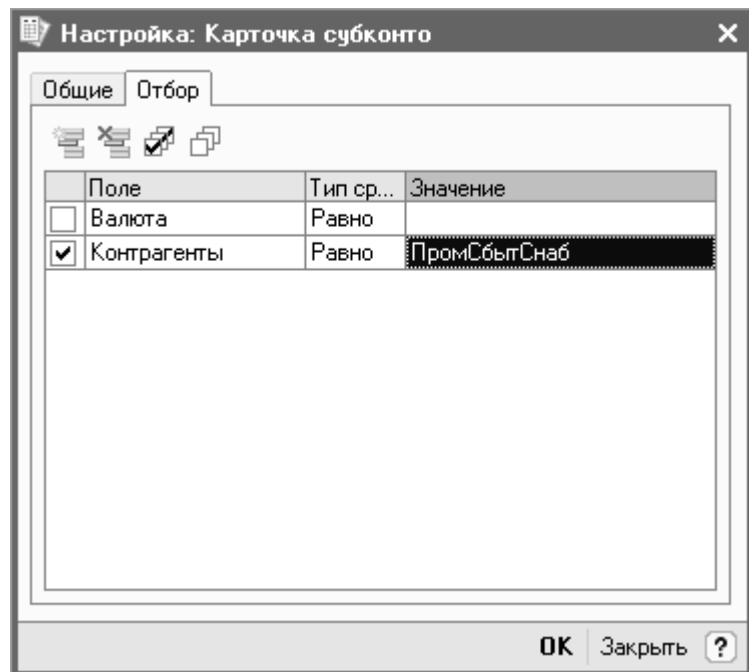 Настройка: Карточка субконто
Общие Отбор
Поле Тип ср... Значение
Валюта Равно
Контрагенты Равно ПромСбытСнаб
OK Закрыть ?